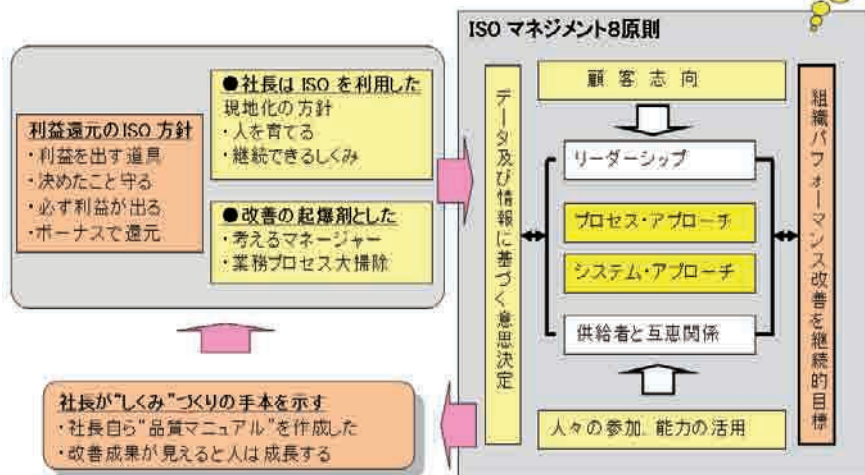 利益還元のISO 方針
・利益を出す道具
・決めたこと守る
・必ず利益が出る
・ボーナスで還元
●社長は ISO を利用した
現地化の方針
・人を育てる
・継続できるしくみ
●改善の起爆剤とした
・考えるマネージャー
・業務プロセス大掃除
社長が“しくみ”づくりの手本を示す
・社長自ら“品質マニュアル”を作成した
・改善成果が見えると人は成長する
ISO マネジメント8原則
データ及び情報に基づく意思決定
顧客志向
リーダーシップ
プロセス・アプローチ
システム・アプローチ
供給者と互恵関係
人々の参加、能力の活用
組織パフォーマンス改善を継続的目標